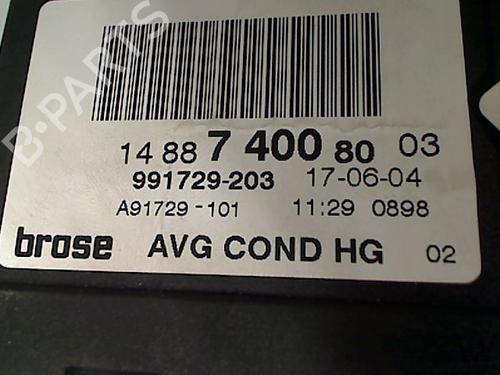 B-PARTS
14 88 7 400 80 03
991729-203 17-06-04
A91729-101 11:29 0898
brose AVG COND HG 02